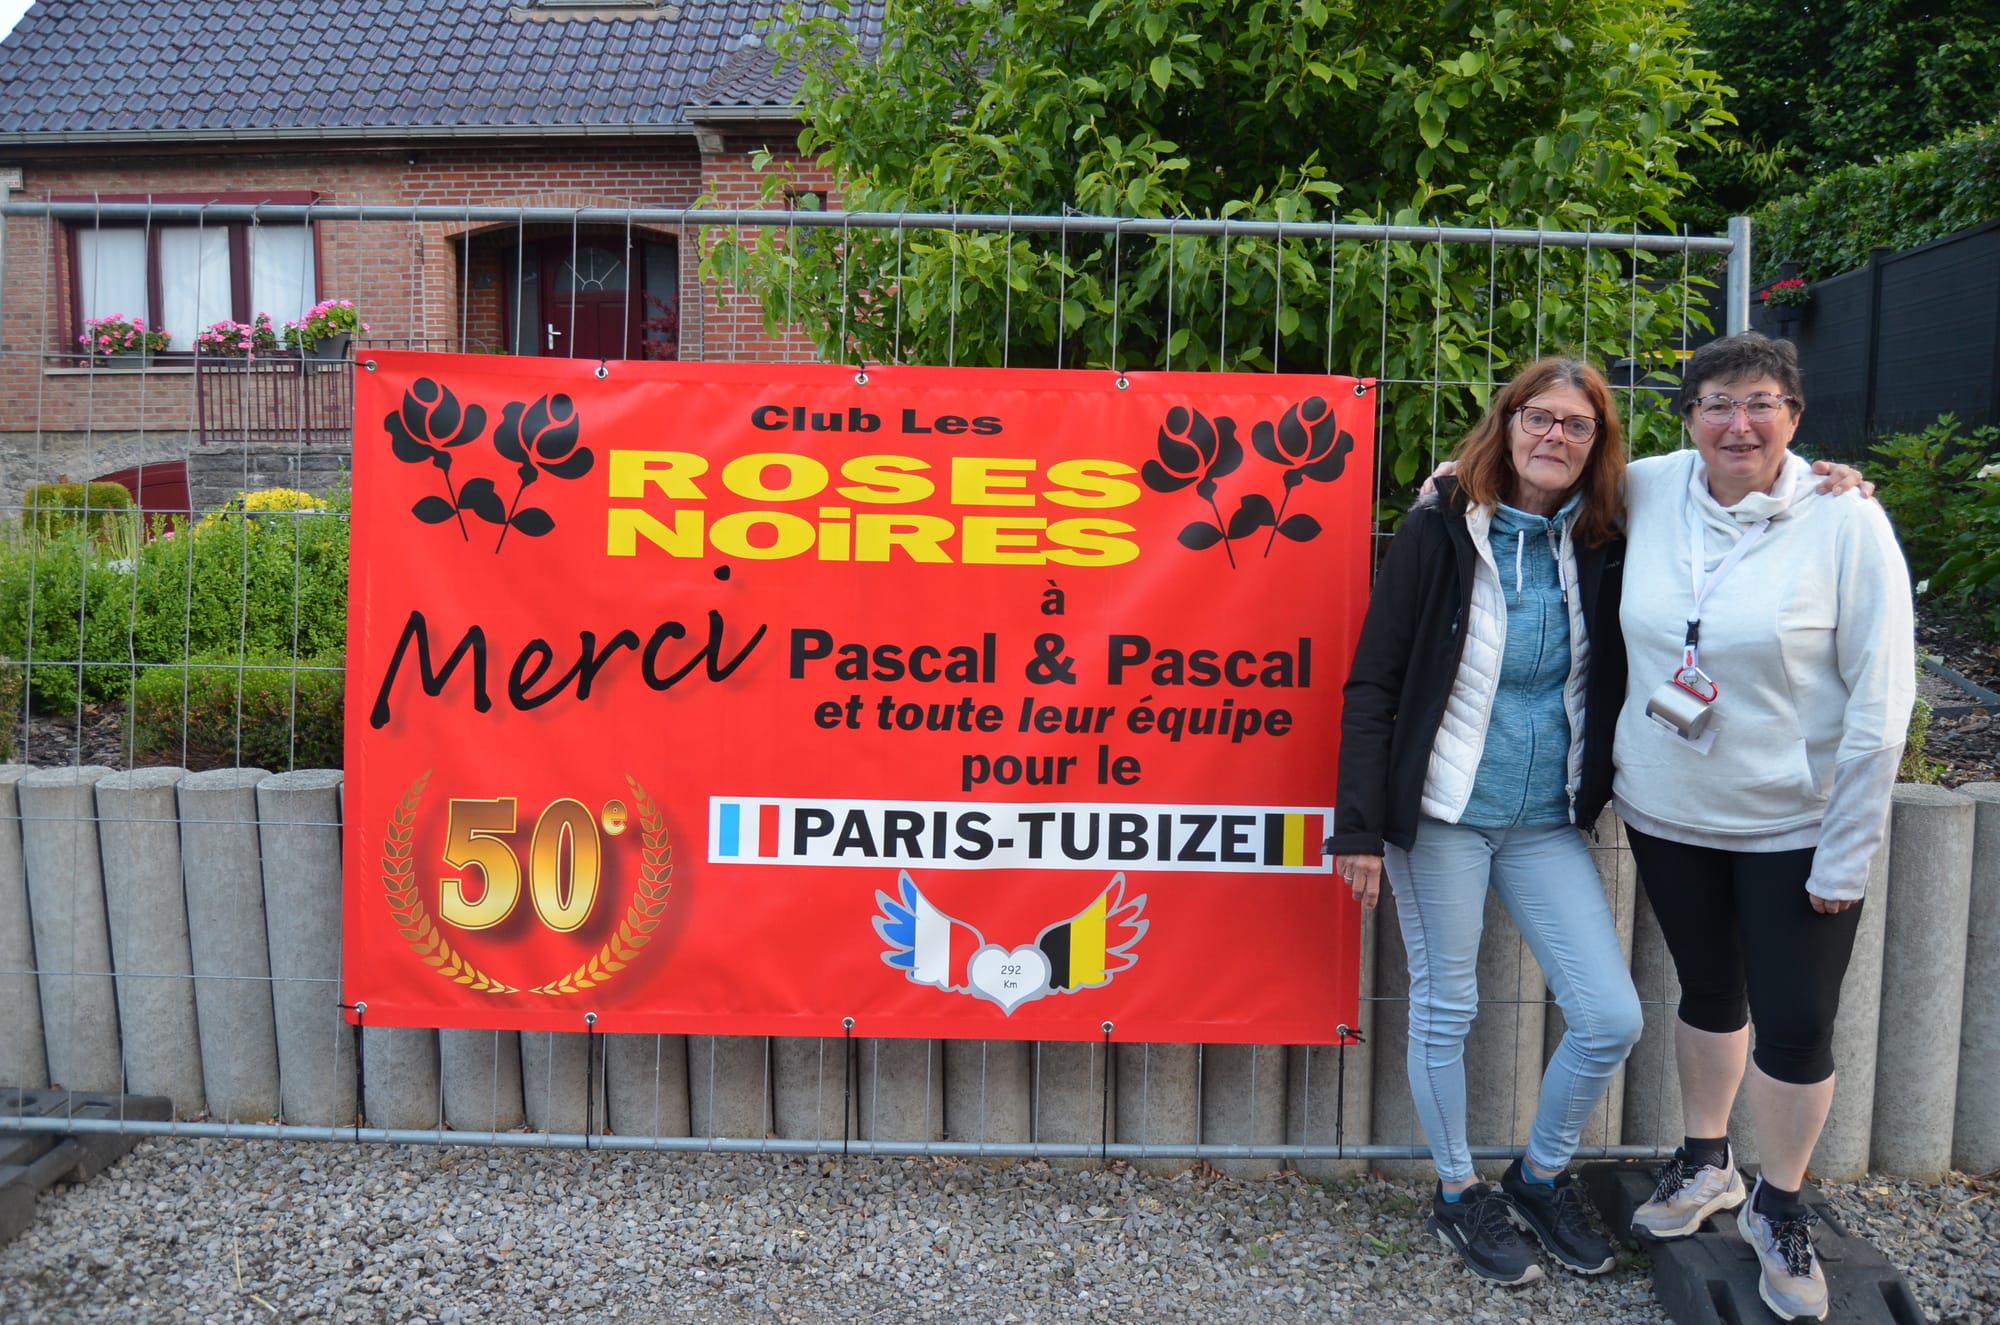 Club Les
ROSES
NOiRES
à
Merci Pascal & Pascal
et toute leur équipe
pour le
50e
PARIS-TUBIZE
292
Km